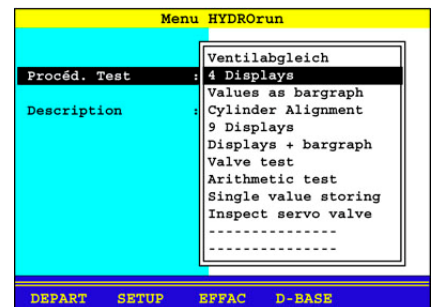 Menu HYDROrun
Ventilabgleich
Procéd. Test : 4 Displays
Values as bargraph
Description : Cylinder Alignment
9 Displays
Displays + bargraph
Valve test
Arithmetic test
Single value storing
Inspect servo valve
---------------
---------------
DEPART SETUP EFFAC D-BASE